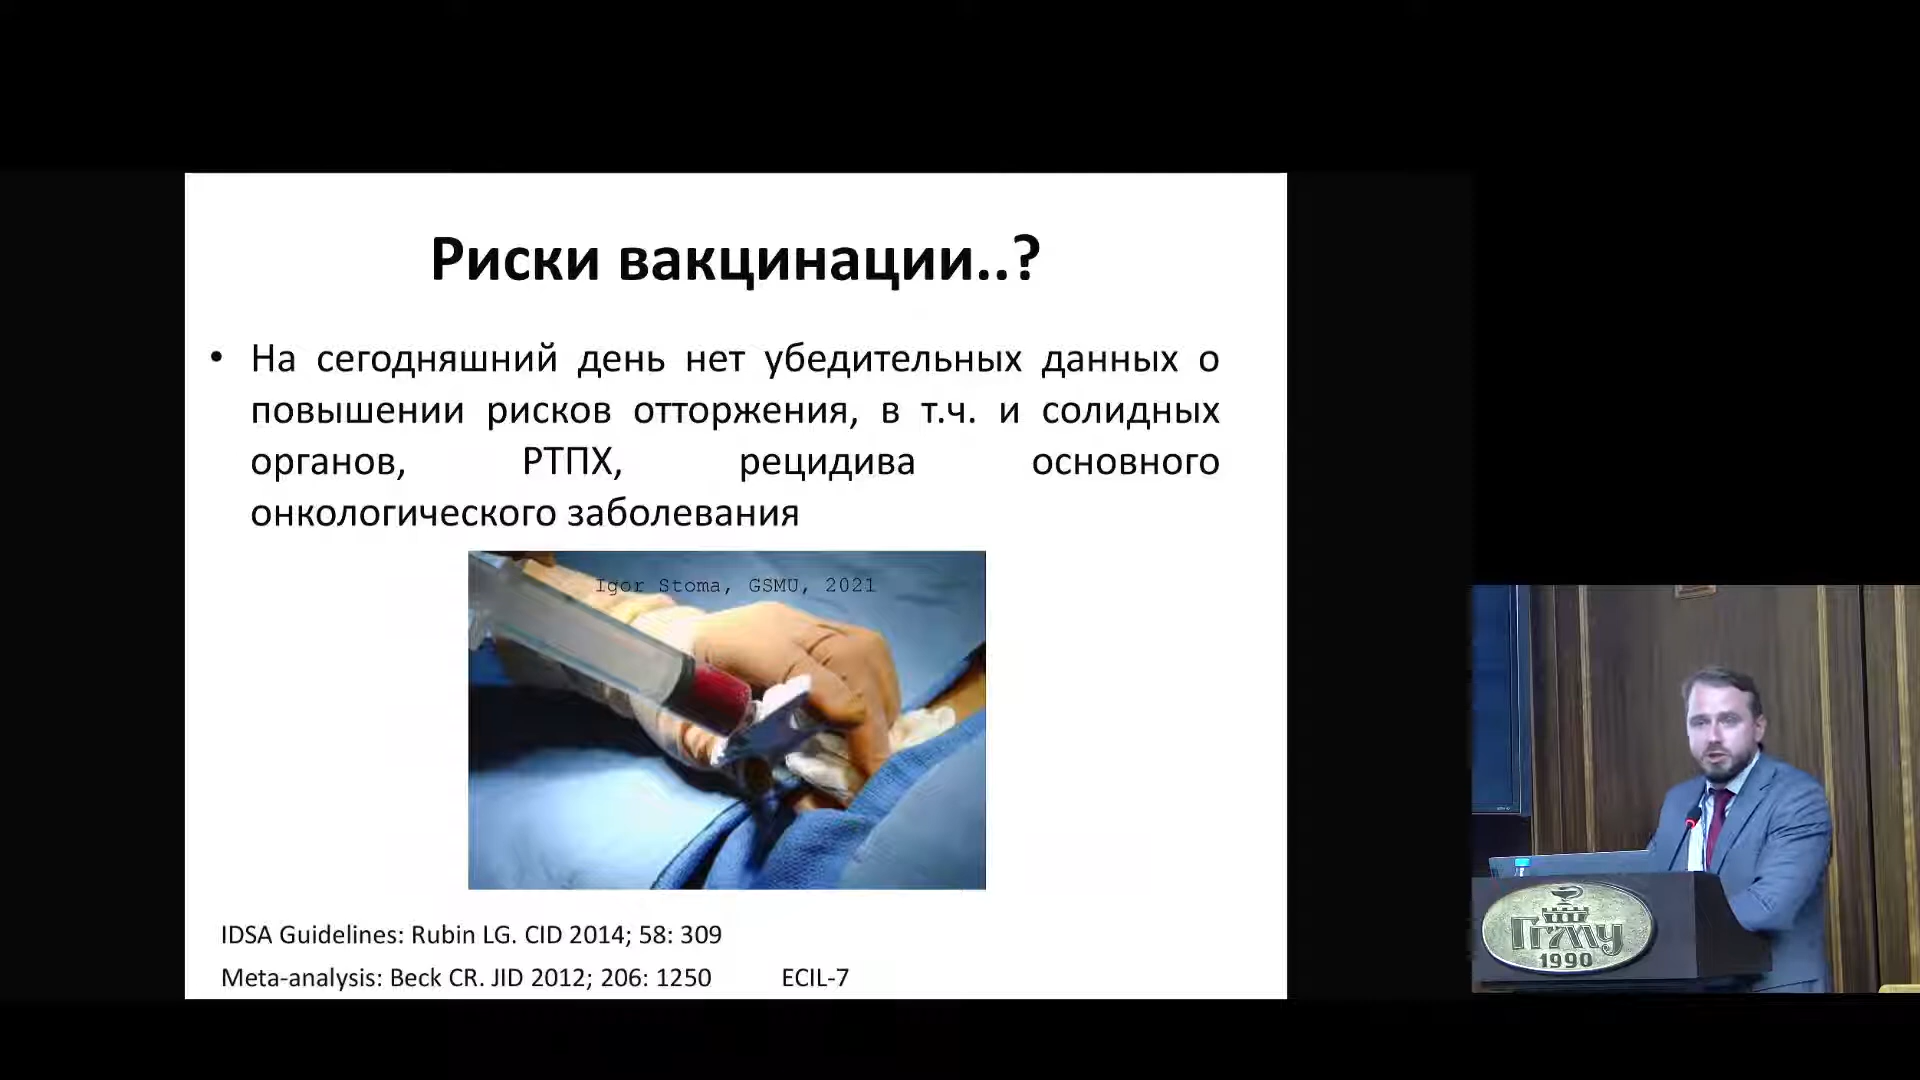 Риски вакцинации..?
• На сегодняшний день нет убедительных данных о
повышении рисков отторжения, в т.ч. и солидных
органов, РТПХ, рецидива основного
онкологического заболевания
Igor Stoma, GSMU, 2021
IDSA Guidelines: Rubin LG. CID 2014; 58: 309
Meta-analysis: Beck CR. JID 2012; 206: 1250 ECIL-7
ГГМУ
1990